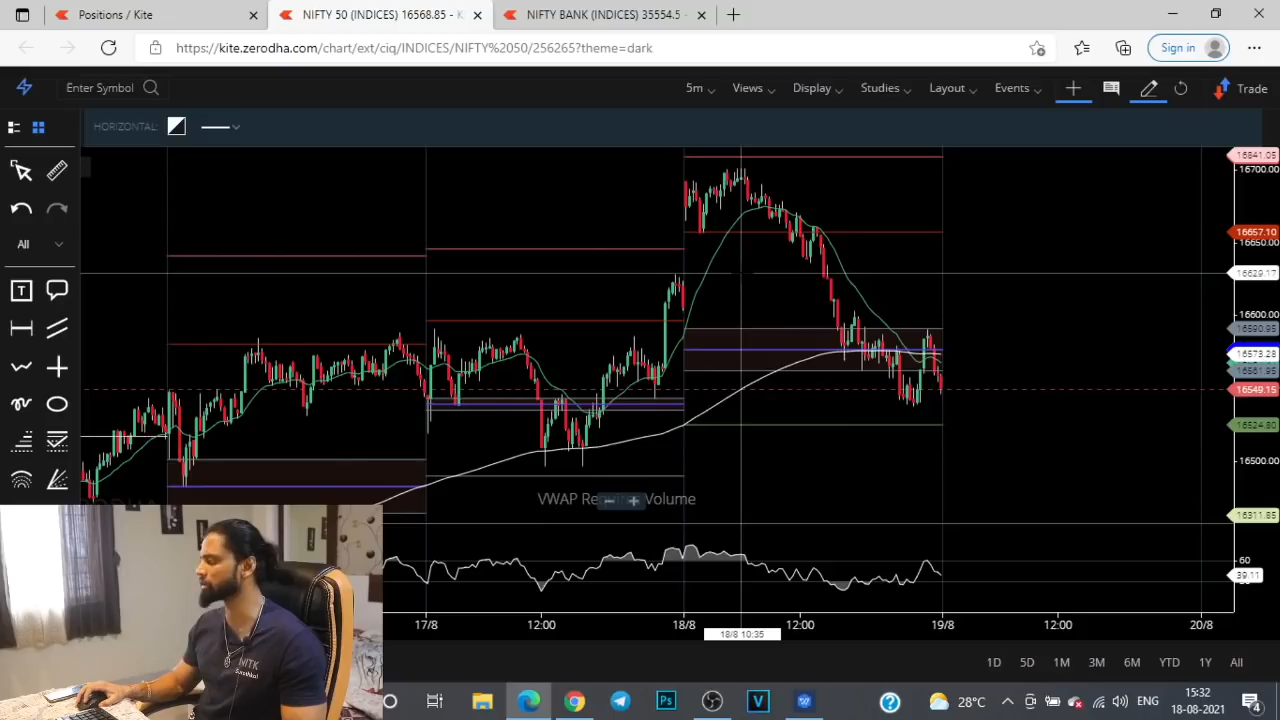 Positions / Kite
NIFTY 50 (INDICES) 16568.85 - K
NIFTY BANK (INDICES) 35554.5 -
https://kite.zerodha.com/chart/ext/ciq/INDICES/NIFTY%2050/256265?theme=dark
Sign in
Enter Symbol
5m
Views
Display
Studies
Layout
Events
Trade
HORIZONTAL:
All
16841.05
16700.00
16657.10
16650.00
16629.17
16600.00
16590.95
16573.28
16561.95
16549.15
16524.80
16500.00
16311.65
VWAP Volume
60
39.11
17/8
12:00
18/8
12:00
19/8
12:00
20/8
18/8 10:35
1D
5D
1M
3M
6M
YTD
1Y
All
NITK
Surathkal
Ps
V
28°C
ENG
15:32
18-08-2021
4